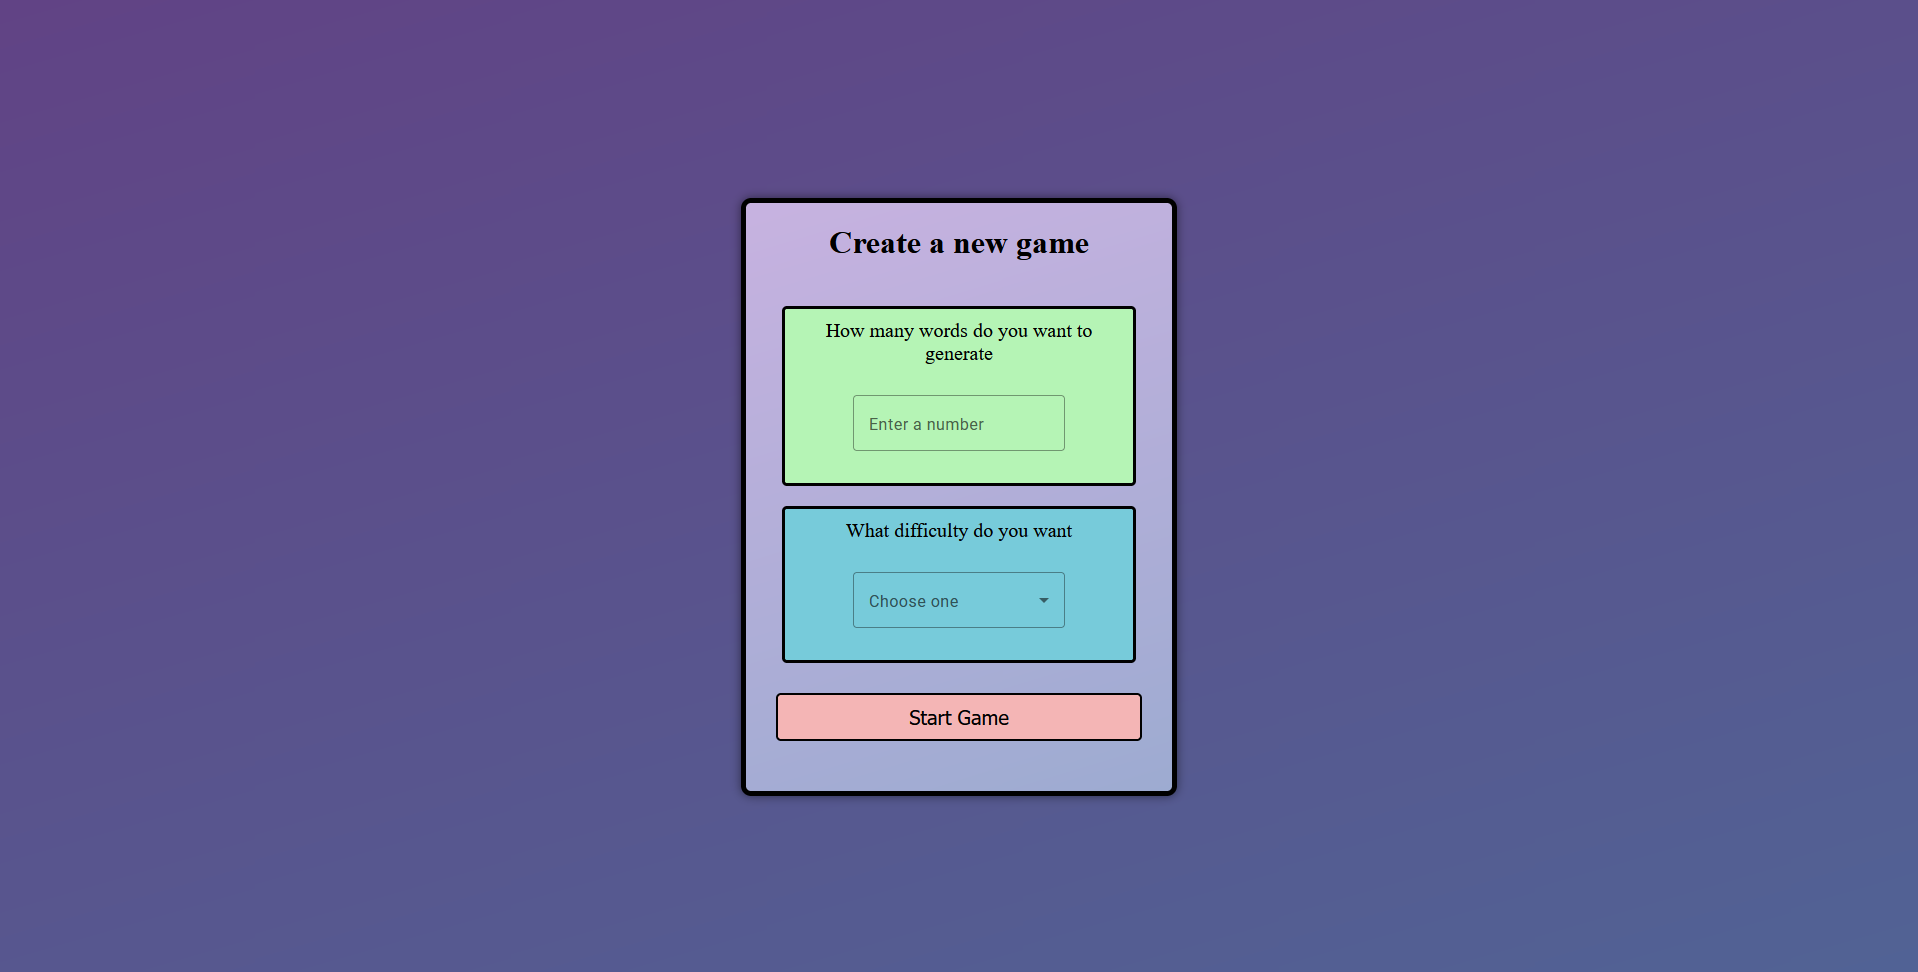 Create a new game
How many words do you want to
generate
Enter a number
What difficulty do you want
Choose one
Start Game